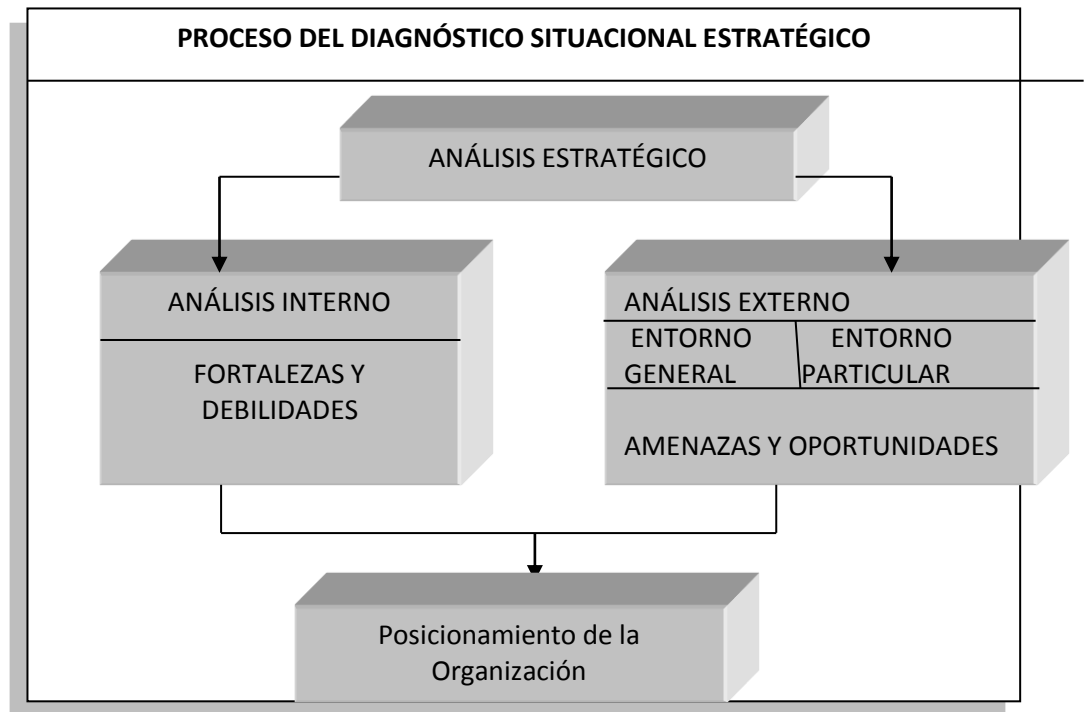 PROCESO DEL DIAGNÓSTICO SITUACIONAL ESTRATÉGICO
ANÁLISIS ESTRATÉGICO
ANÁLISIS INTERNO
FORTALEZAS Y
DEBILIDADES
ANÁLISIS EXTERNO
ENTORNO ENTORNO
GENERAL PARTICULAR
AMENAZAS Y OPORTUNIDADES
Posicionamiento de la
Organización